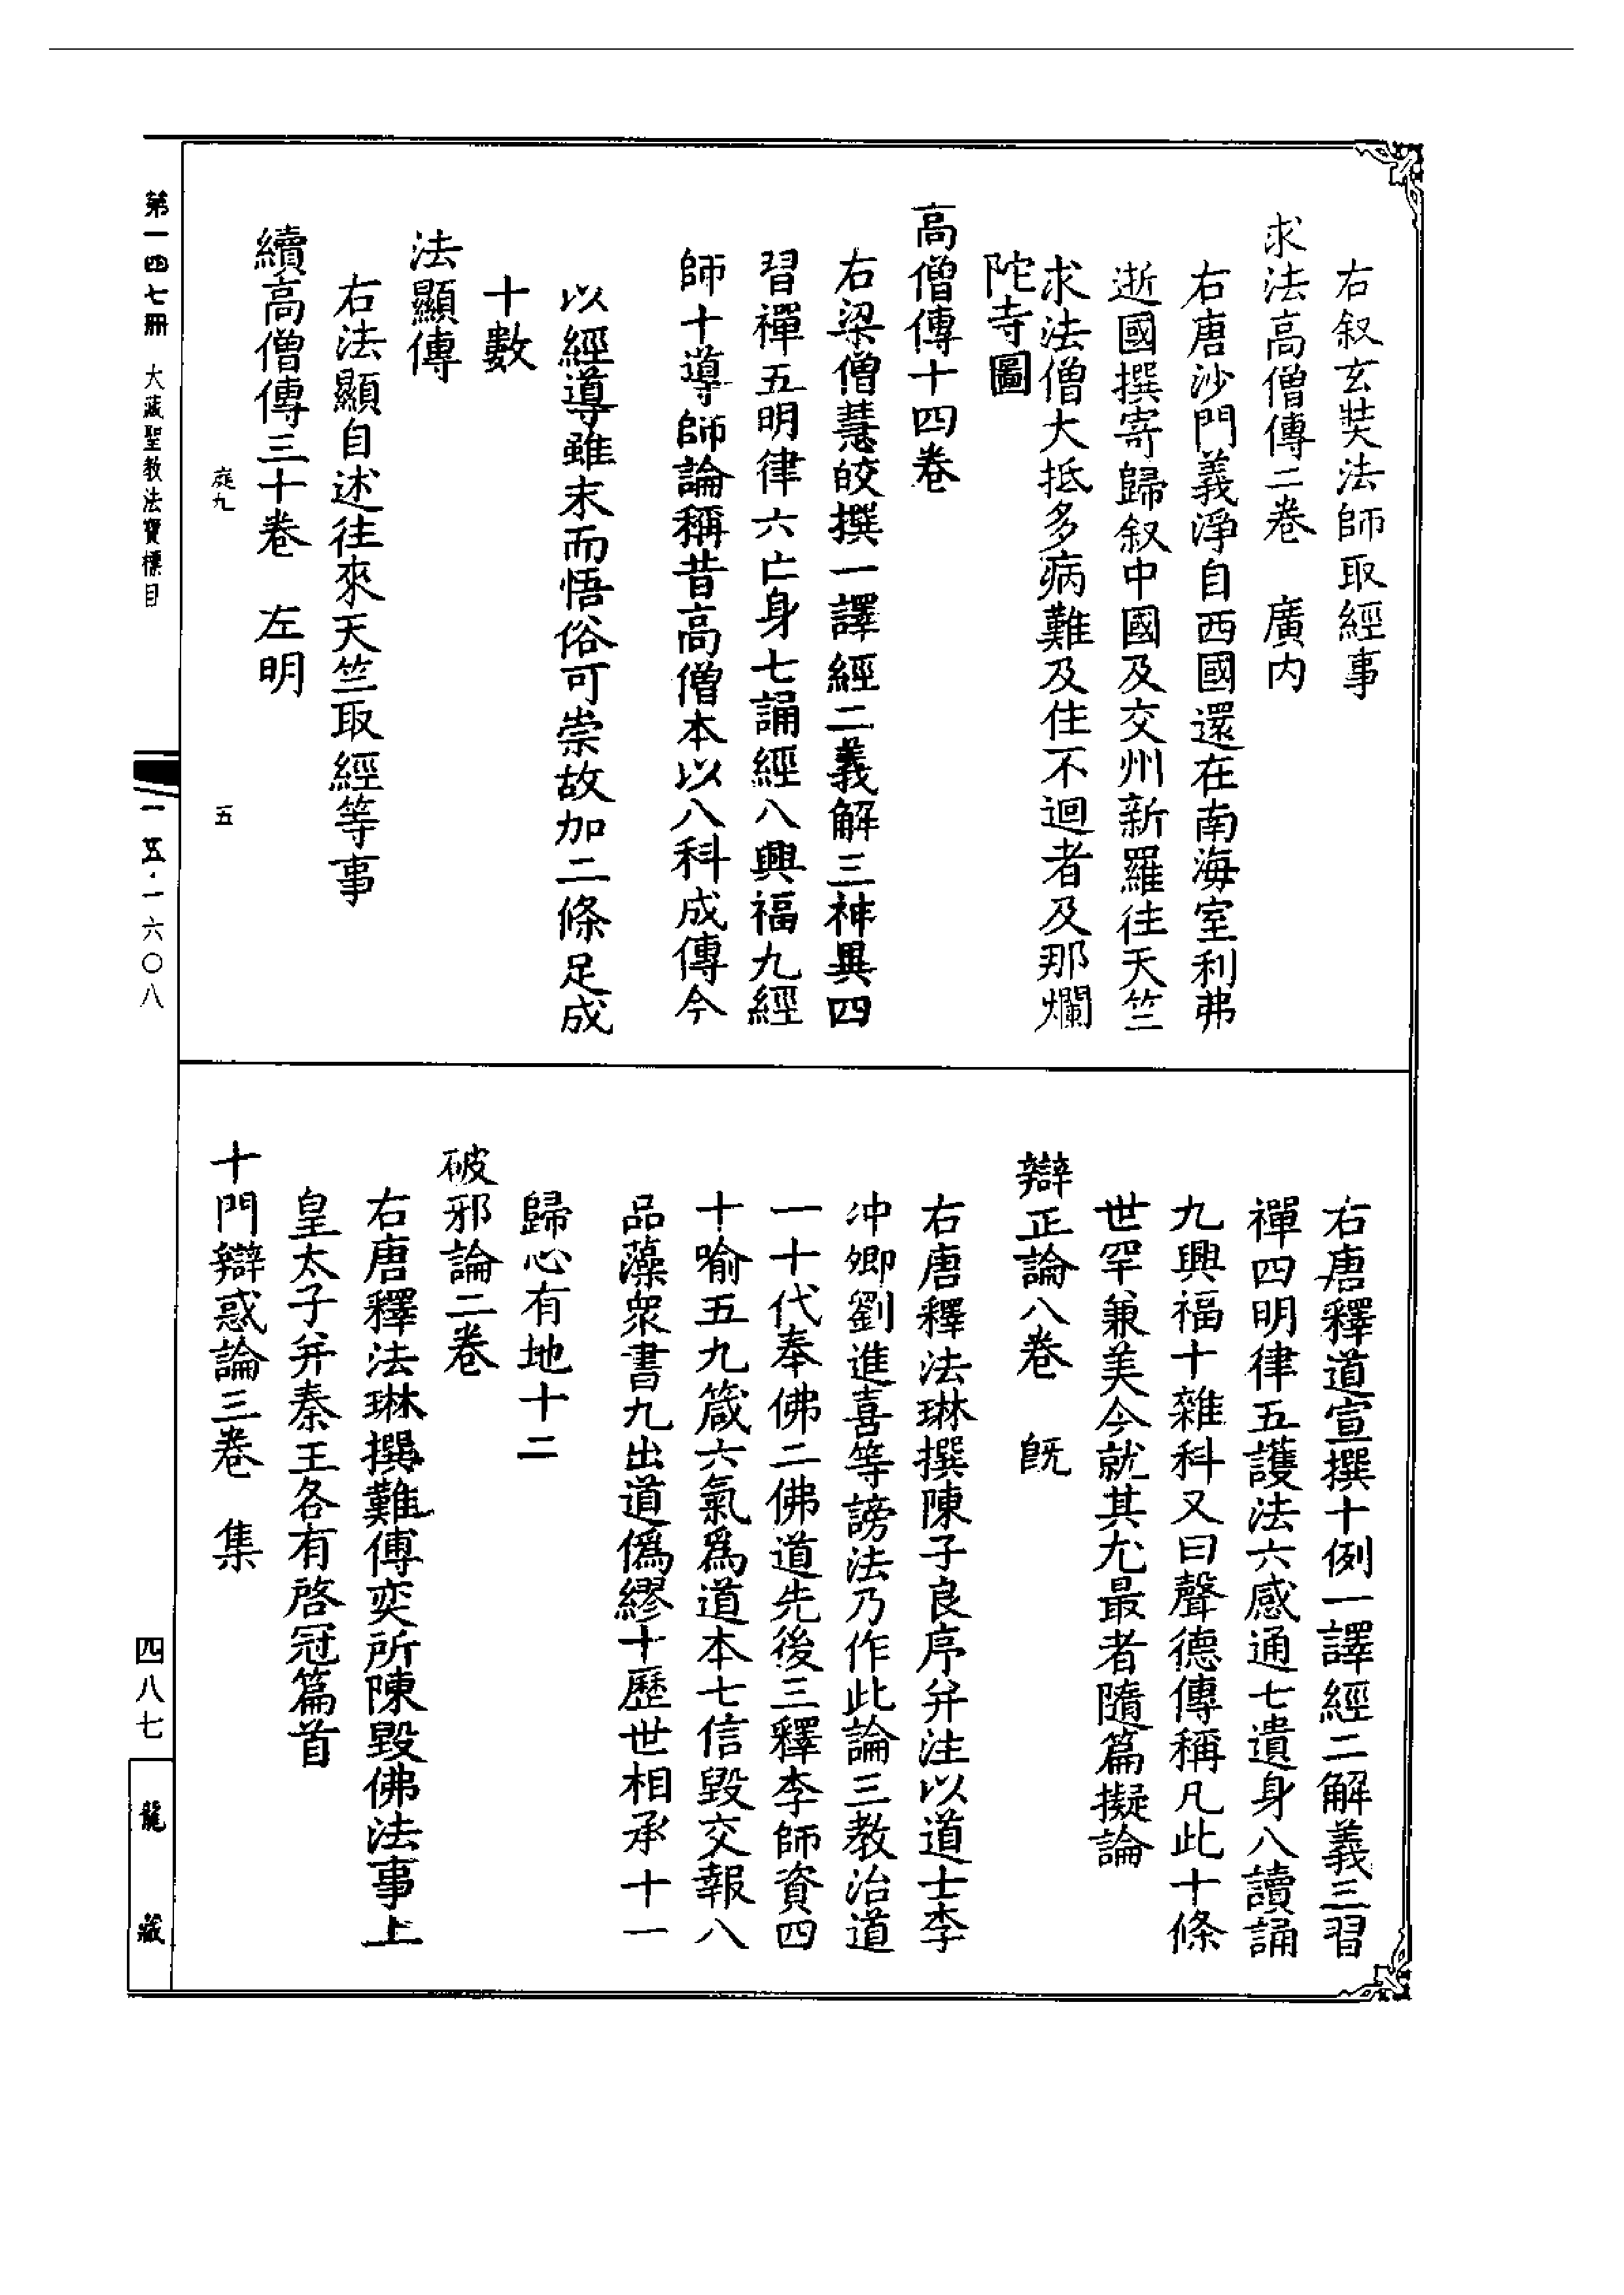 右叙玄奘法師取經事
求法高僧傳二卷　廣内
右唐沙門義淨自西國還在南海室利弗
逝國撰寄歸叙中國及交州新羅往天竺
求法僧大抵多病難及住不迴者及那爛
陀寺圖
高僧傳十四卷
右梁僧慧皎撰一譯經二義解三神異四
習禪五明律六亡身七誦經八興福九經
師十導師論稱昔高僧本以八科成傳今
以經導雖末而悟俗可崇故加二條足成
十數
法顯傳
右法顯自述往來天竺取經等事
續高僧傳三十卷　左明
庭九　五
右唐釋道宣撰十例一譯經二解義三習
禪四明律五護法六感通七遺身八讀誦
九興福十雜科又曰聲德傳稱凡此十條
世罕兼美今就其尤最者隨篇擬論
辯正論八卷　旣
右唐釋法琳撰陳子良序并注以道士李
冲卿劉進喜等謗法乃作此論三教治道
一十代奉佛二佛道先後三釋李師資四
十喻五九箴六氣爲道本七信毀交報八
品藻衆書九出道僞繆十歷世相承十一
歸心有地十二
破邪論二卷
右唐釋法琳撰難傅奕所陳毀佛法事上
皇太子并秦王各有啓冠篇首
十門辯惑論三卷　集
第一四七册　大藏聖教法寶標目
一五·一六〇八
四八七
龍藏